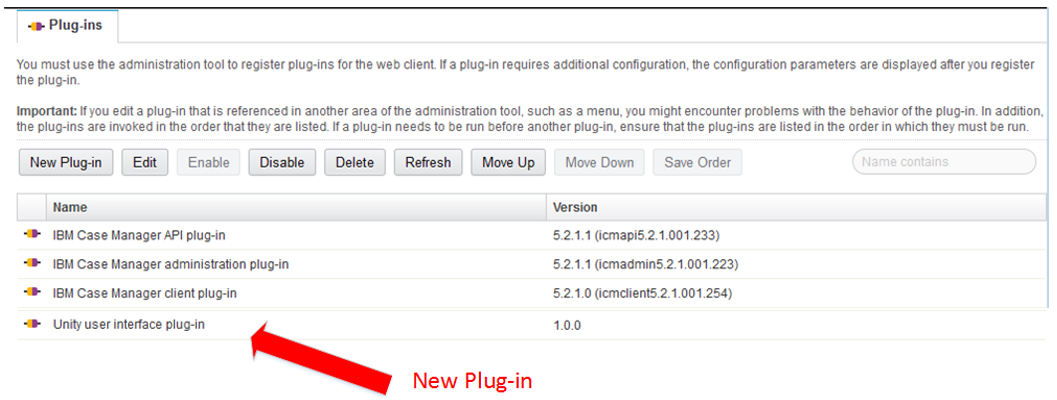 Plug-ins
You must use the administration tool to register plug-ins for the web client. If a plug-in requires additional configuration, the configuration parameters are displayed after you register
the plug-in.
Important: If you edit a plug-in that is referenced in another area of the administration tool, such as a menu, you might encounter problems with the behavior of the plug-in. In addition,
the plug-ins are invoked in the order that they are listed. If a plug-in needs to be run before another plug-in, ensure that the plug-ins are listed in the order in which they must be run.
New Plug-in Edit Enable Disable Delete Refresh Move Up Move Down Save Order Name contains
Name Version
IBM Case Manager API plug-in 5.2.1.1 (icmapi5.2.1.001.233)
IBM Case Manager administration plug-in 5.2.1.1 (icmadmin5.2.1.001.223)
IBM Case Manager client plug-in 5.2.1.0 (icmclient5.2.1.001.254)
Unity user interface plug-in 1.0.0
New Plug-in